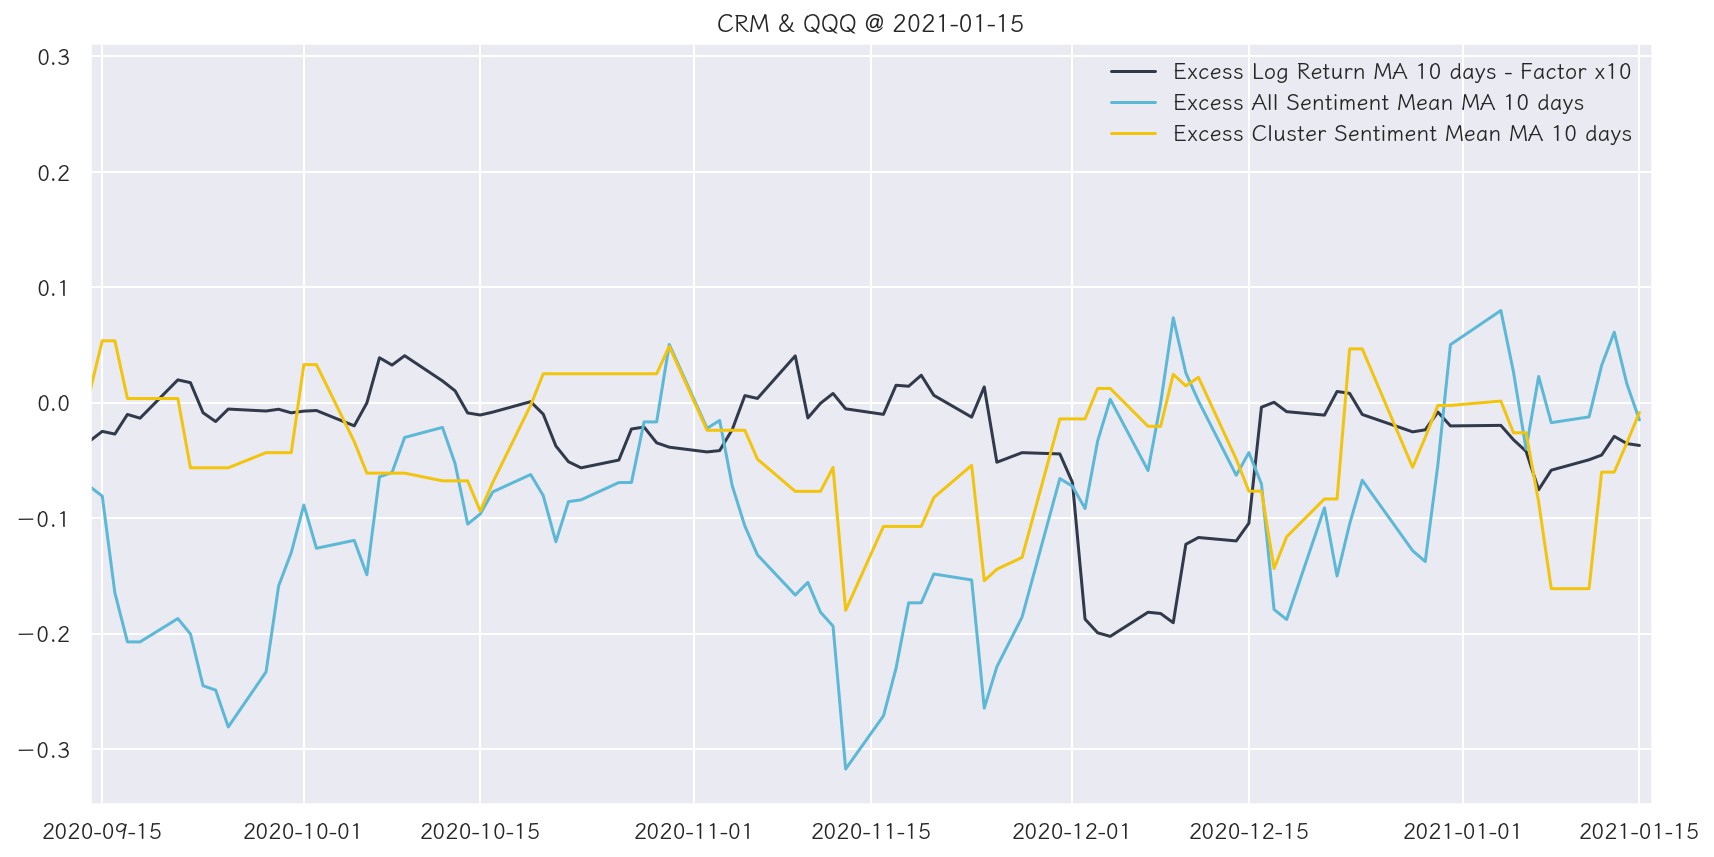 CRM & QQQ @ 2021-01-15
Excess Log Return MA 10 days - Factor x10
Excess All Sentiment Mean MA 10 days
Excess Cluster Sentiment Mean MA 10 days
0.3
0.2
0.1
0.0
−0.1
−0.2
−0.3
2020-09-15 2020-10-01 2020-10-15 2020-11-01 2020-11-15 2020-12-01 2020-12-15 2021-01-01 2021-01-15